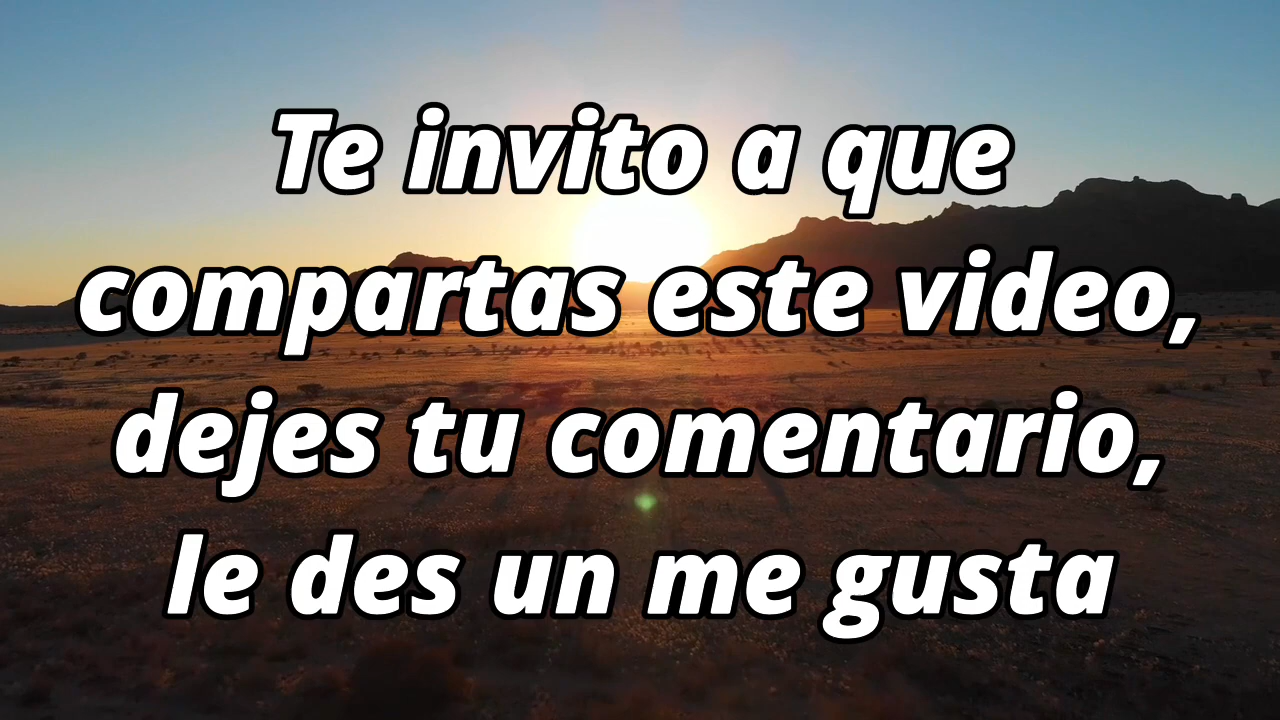 Te invito a que
compartas este video,
dejes tu comentario,
le des un me gusta